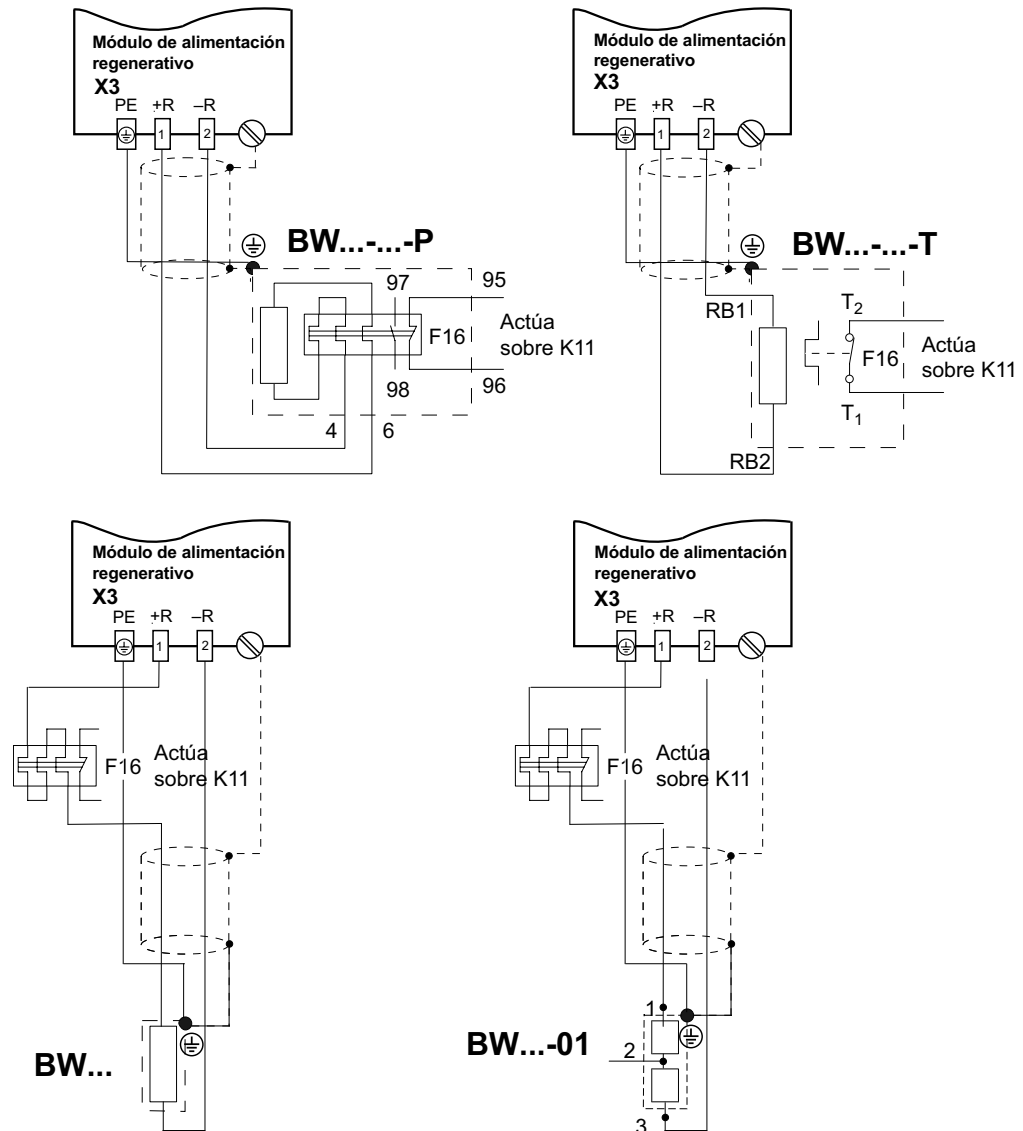 Módulo de alimentación
regenerativo
X3
PE +R –R
1 2
BW...-...-P
97 95
F16
Actúa
sobre K11
98 96
4 6
Módulo de alimentación
regenerativo
X3
PE +R –R
1 2
BW...-...-T
RB1
T2
F16
Actúa
sobre K11
T1
RB2
Módulo de alimentación
regenerativo
X3
PE +R –R
1 2
F16
Actúa
sobre K11
BW...
Módulo de alimentación
regenerativo
X3
PE +R –R
1 2
F16
Actúa
sobre K11
1
BW...-01
2
3